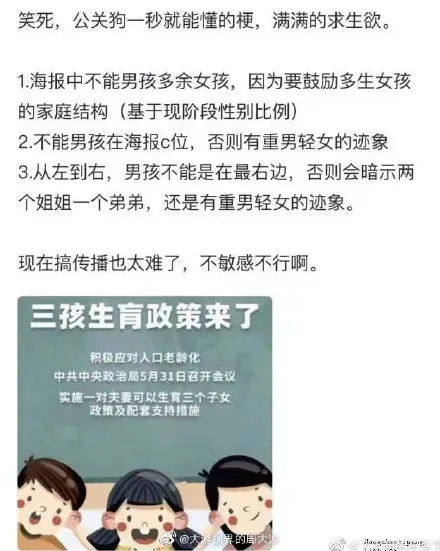 笑死，公关狗一秒就能懂的梗，满满的求生欲。
1.海报中不能男孩多余女孩，因为要鼓励多生女孩
的家庭结构（基于现阶段性别比例）
2.不能男孩在海报c位，否则有重男轻女的迹象
3.从左到右，男孩不能是在最右边，否则会暗示两
个姐姐一个弟弟，还是有重男轻女的迹象。
现在搞传播也太难了，不敏感不行啊。
三孩生育政策来了
积极应对人口老龄化
中共中央政治局5月31日召开会议
实施一对夫妻可以生育三个子女
政策及配套支持措施